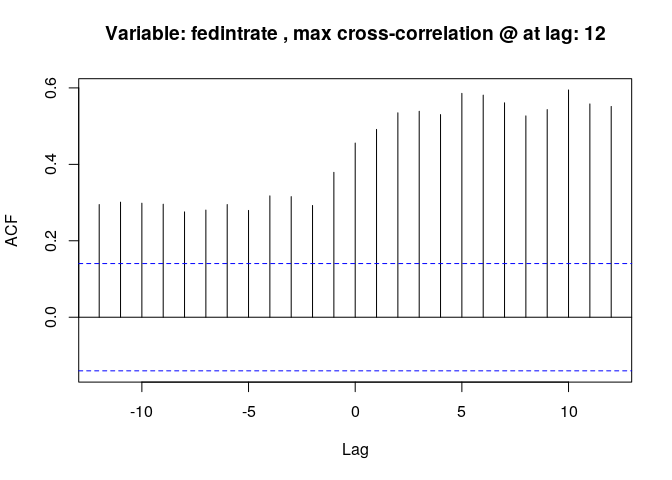 Variable: fedintrate , max cross-correlation @ at lag: 12
ACF
0.6
0.4
0.2
0.0
-10 -5 0 5 10
Lag